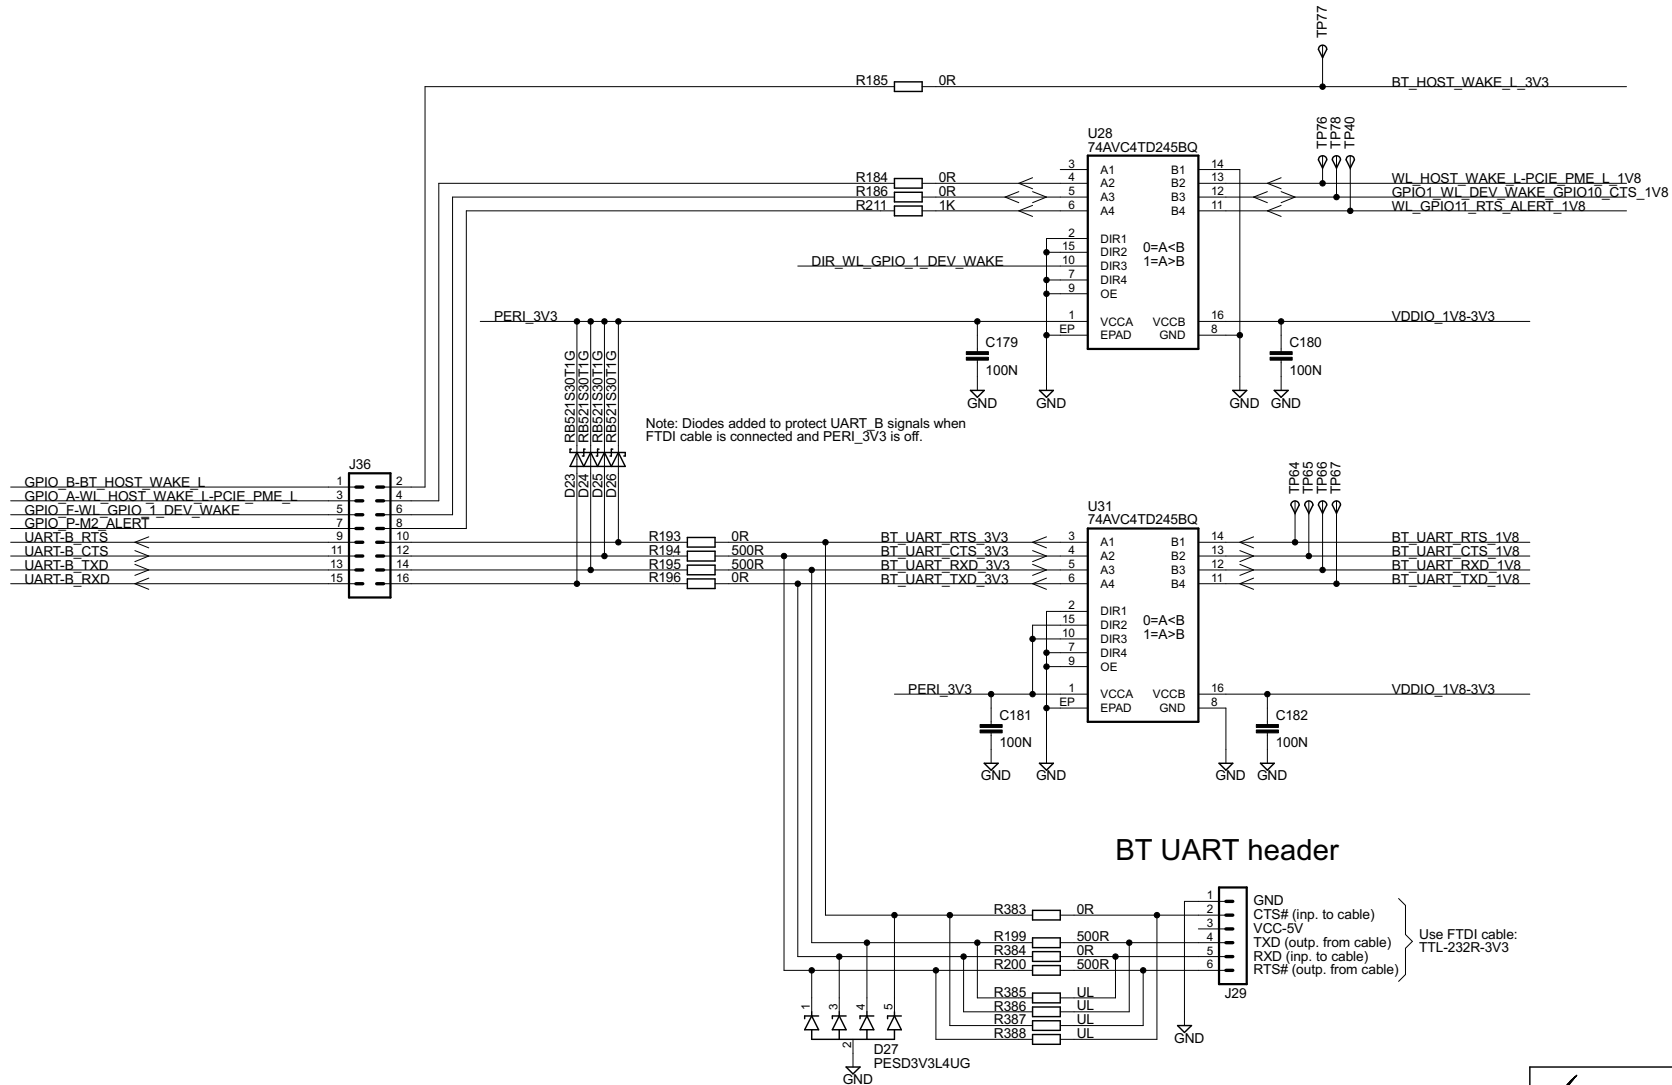 TP77
R185 0R BT_HOST_WAKE_L_3V3
U28
74AVC4TD245BQ
TP76
TP78
TP40
3 A1 B1 14
R184 0R 4 A2 B2 13 WL_HOST_WAKE_L-PCIE_PME_L_1V8
R186 0R 5 A3 B3 12 GPIO1_WL_DEV_WAKE_GPIO10_CTS_1V8
R211 1K 6 A4 B4 11 WL_GPIO11_RTS_ALERT_1V8
2 DIR1
15 DIR2 0=A<B
DIR_WL_GPIO_1_DEV_WAKE 10 DIR3 1=A>B
7 DIR4
9 OE
PERI_3V3 1 VCCA VCCB 16 VDDIO_1V8-3V3
EP EPAD GND 8
C179
100N
C180
100N
GND GND GND GND
RB521S30T1G
RB521S30T1G
RB521S30T1G
RB521S30T1G
D23
D24
D25
D26
Note: Diodes added to protect UART_B signals when
FTDI cable is connected and PERI_3V3 is off.
J36
GPIO_B-BT_HOST_WAKE_L 1 2
GPIO_A-WL_HOST_WAKE_L-PCIE_PME_L 3 4
GPIO_F-WL_GPIO_1_DEV_WAKE 5 6
GPIO_P-M2_ALERT 7 8
UART-B_RTS 9 10
UART-B_CTS 11 12
UART-B_TXD 13 14
UART-B_RXD 15 16
TP64
TP65
TP66
TP67
U31
74AVC4TD245BQ
R193 0R BT_UART_RTS_3V3 3 A1 B1 14 BT_UART_RTS_1V8
R194 500R BT_UART_CTS_3V3 4 A2 B2 13 BT_UART_CTS_1V8
R195 500R BT_UART_RXD_3V3 5 A3 B3 12 BT_UART_RXD_1V8
R196 0R BT_UART_TXD_3V3 6 A4 B4 11 BT_UART_TXD_1V8
2 DIR1
15 DIR2 0=A<B
10 DIR3 1=A>B
7 DIR4
9 OE
PERI_3V3 1 VCCA VCCB 16 VDDIO_1V8-3V3
EP EPAD GND 8
C181
100N
C182
100N
GND GND GND GND
BT UART header
1 GND
R383 0R 2 CTS# (inp. to cable)
3 VCC-5V
R199 500R 4 TXD (outp. from cable)
R384 0R 5 RXD (inp. to cable)
R200 500R 6 RTS# (outp. from cable)
Use FTDI cable:
TTL-232R-3V3
J29
R385 UL
R386 UL
R387 UL
R388 UL
GND
1 3 4 5
2
D27
PESD3V3L4UG
GND